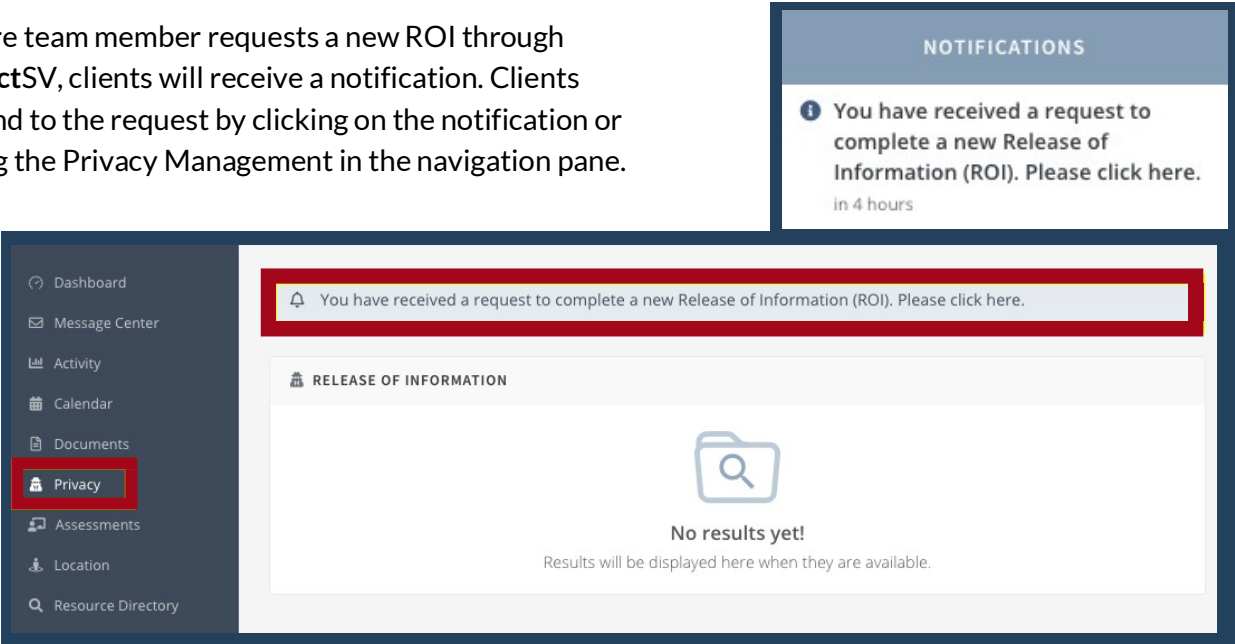 re team member requests a new ROI through
ctSV, clients will receive a notification. Clients
nd to the request by clicking on the notification or
g the Privacy Management in the navigation pane.
NOTIFICATIONS
You have received a request to
complete a new Release of
Information (ROI). Please click here.
in 4 hours
Dashboard
Message Center
Activity
Calendar
Documents
Privacy
Assessments
Location
Resource Directory
You have received a request to complete a new Release of Information (ROI). Please click here.
RELEASE OF INFORMATION
No results yet!
Results will be displayed here when they are available.